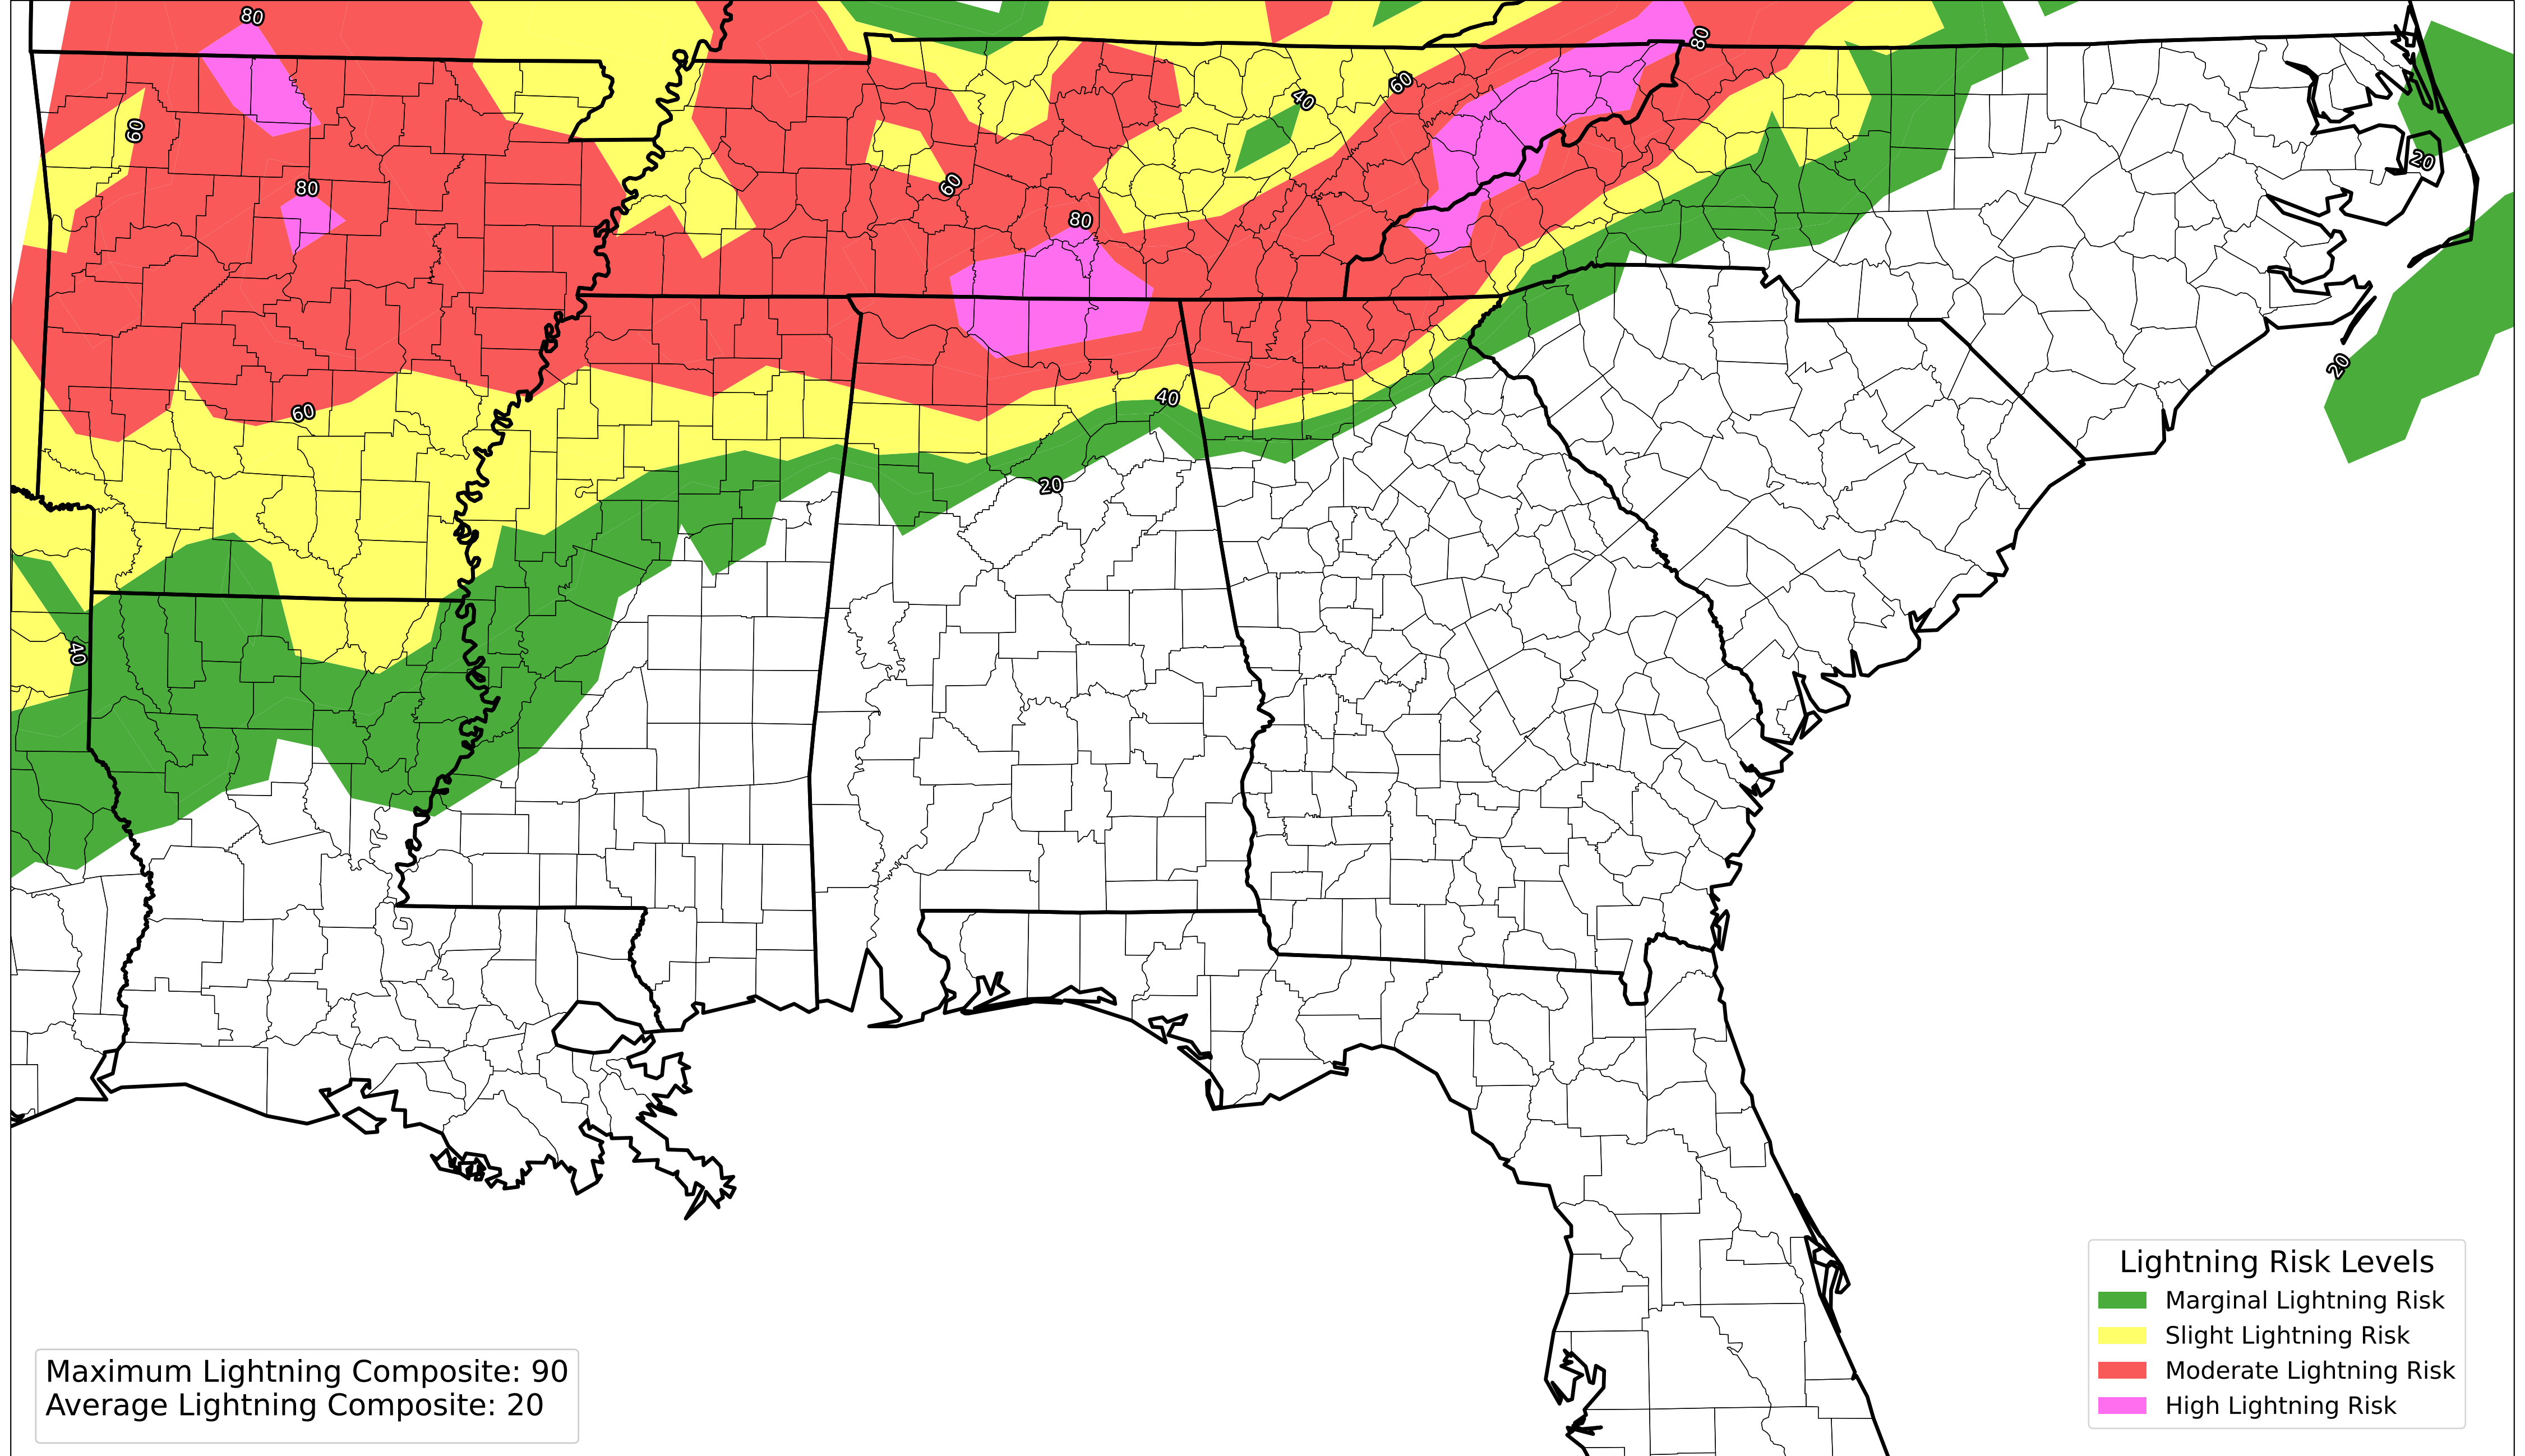 80
80
60
40
60
80
60
80
20
20
60
40
20
40
Lightning Risk Levels
Marginal Lightning Risk
Slight Lightning Risk
Moderate Lightning Risk
High Lightning Risk
Maximum Lightning Composite: 90
Average Lightning Composite: 20